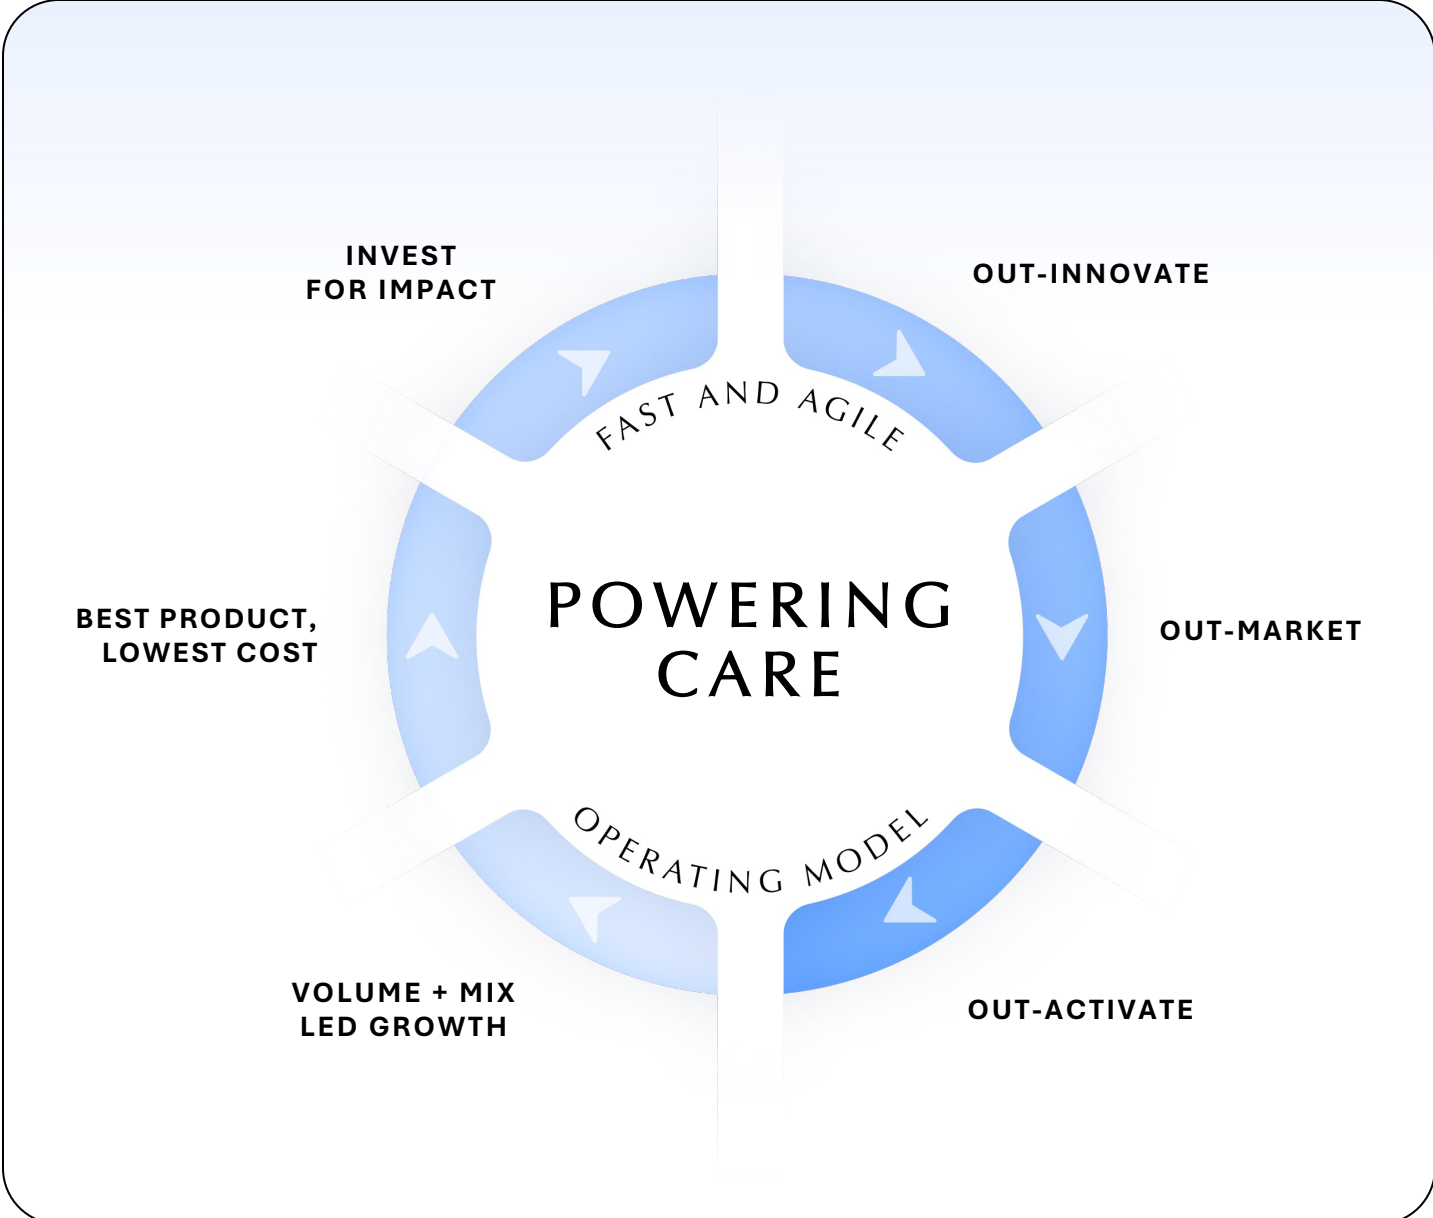 INVEST
FOR IMPACT
OUT-INNOVATE
FAST AND AGILE
BEST PRODUCT,
LOWEST COST
POWERING
CARE
OUT-MARKET
OPERATING MODEL
VOLUME + MIX
LED GROWTH
OUT-ACTIVATE